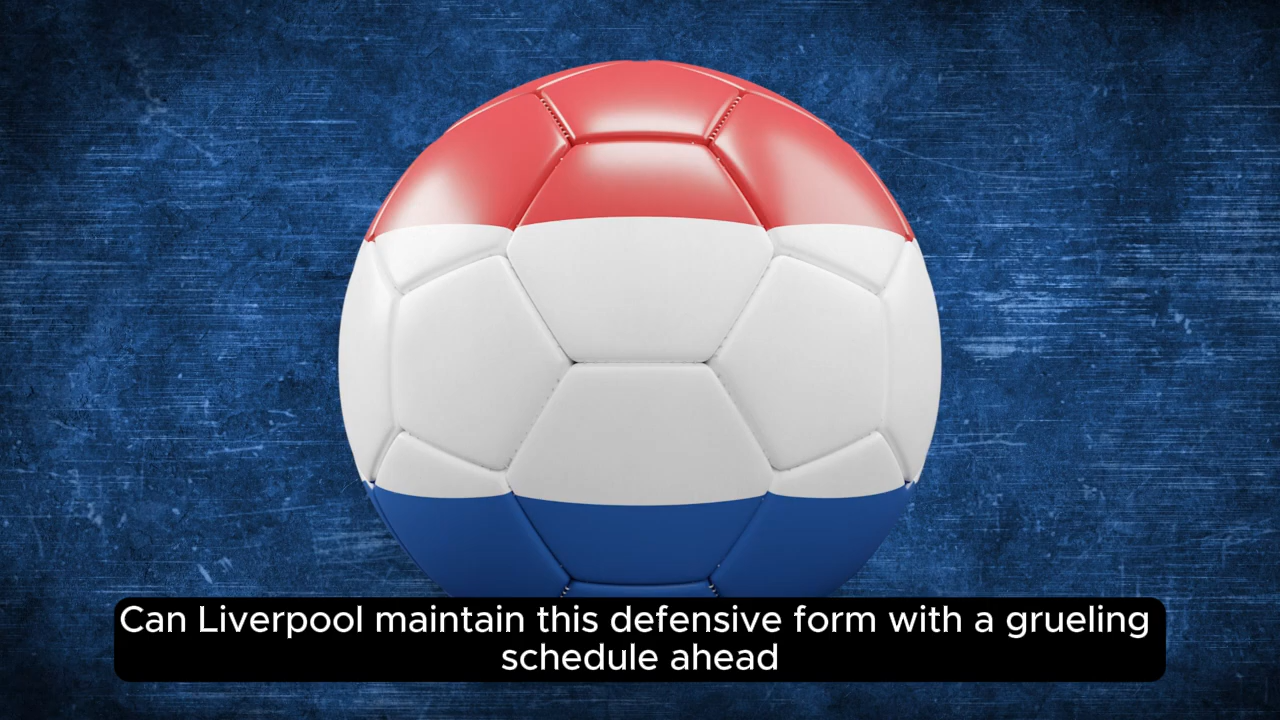 Can Liverpool maintain this defensive form with a grueling
schedule ahead